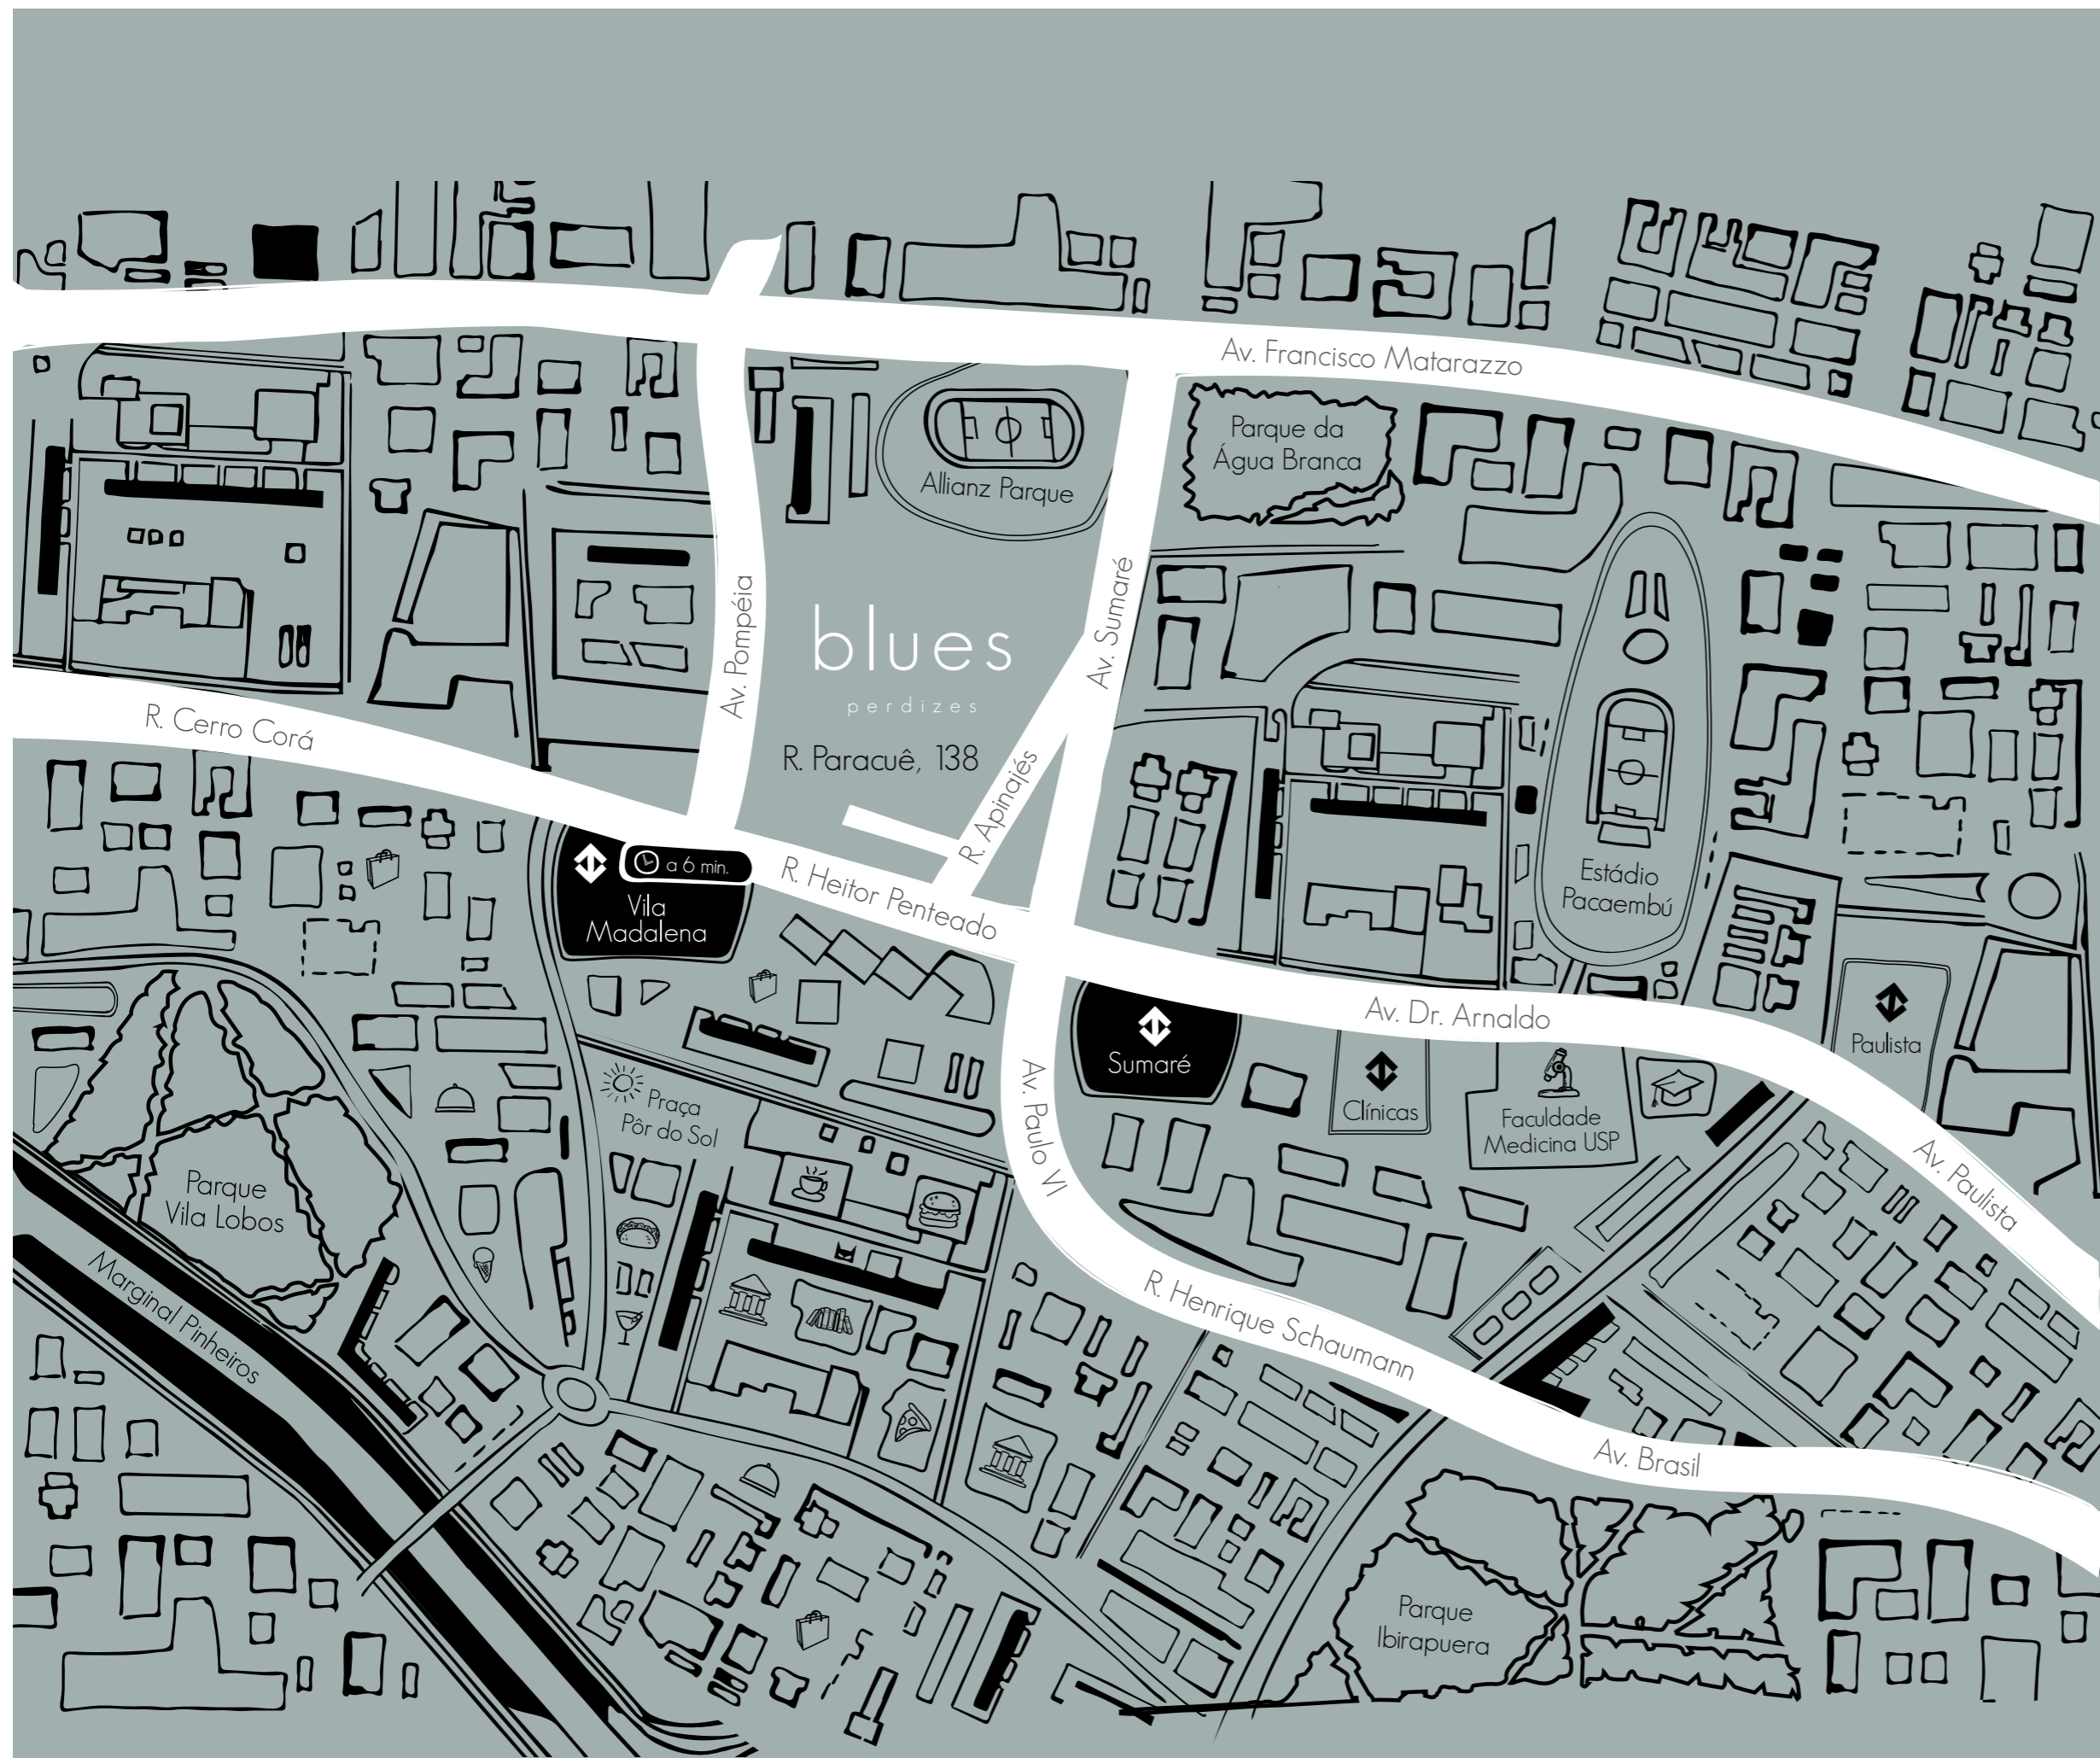 Av. Francisco Matarazzo
Parque da
Água Branca
Allianz Parque
Av. Pompéia
Av. Sumaré
blues
perdizes
R. Paracuê, 138
R. Cerro Corá
R. Apinajés
a 6 min.
Vila
Madalena
R. Heitor Penteado
Estádio
Pacaembú
Av. Dr. Arnaldo
Sumaré
Paulista
Clínicas
Faculdade
Medicina USP
Praça
Pôr do Sol
Av. Paulo VI
Av. Paulista
Parque
Vila Lobos
Marginal Pinheiros
R. Henrique Schaumann
Av. Brasil
Parque
Ibirapuera